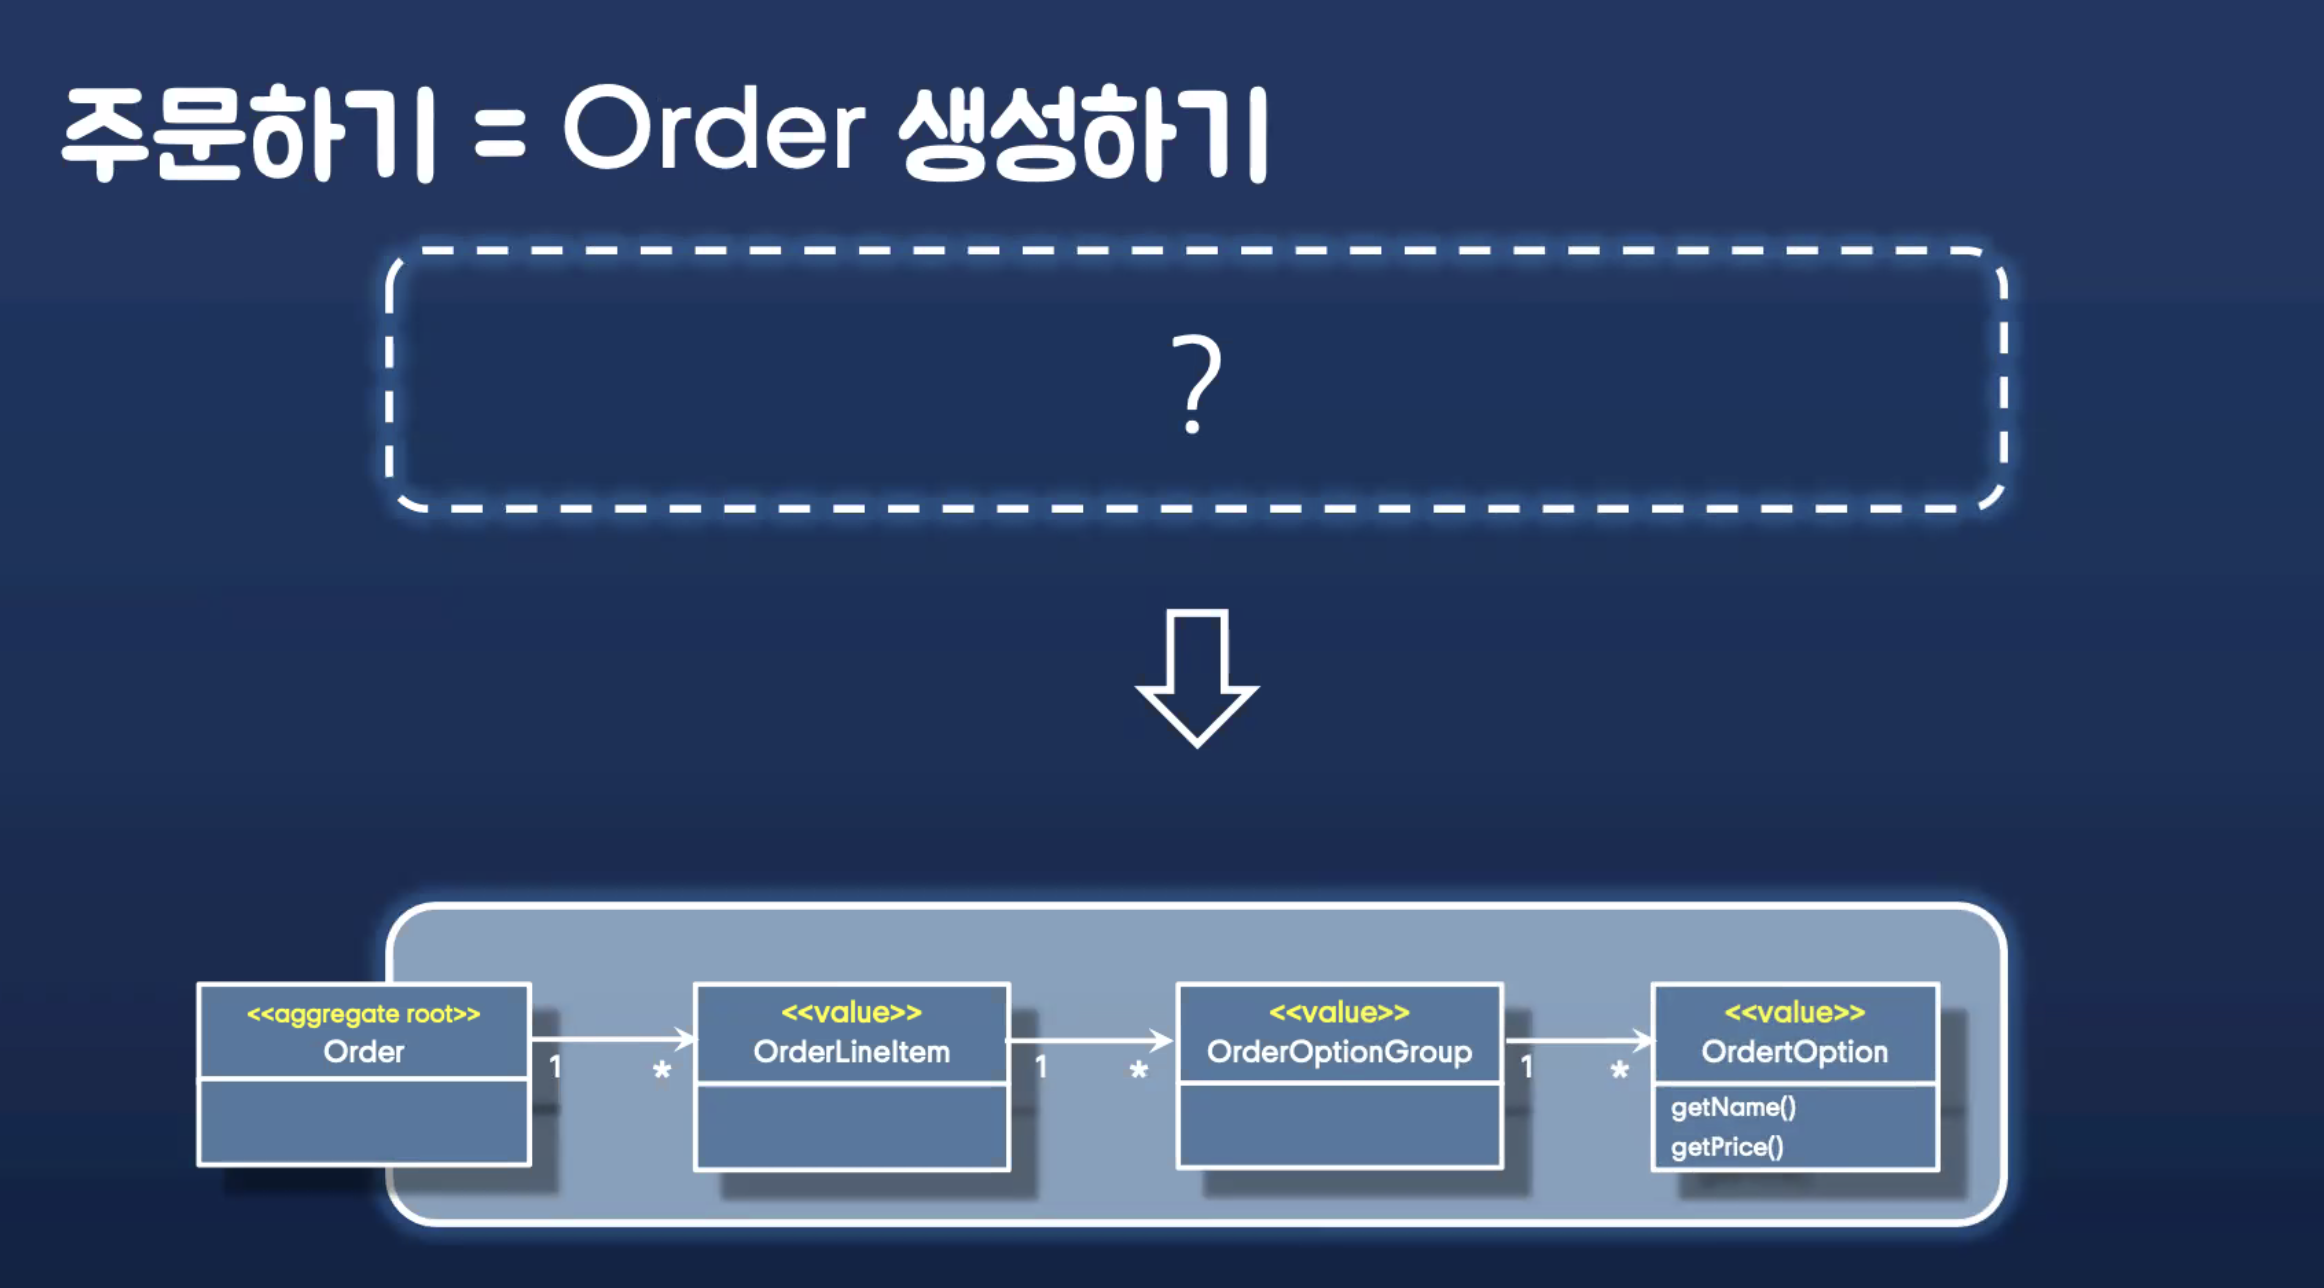 주문하기 = Order 생성하기
?
<<aggregate root>>
Order
1
*
<<value>>
OrderLineItem
1
*
<<value>>
OrderOptionGroup
1
*
<<value>>
OrdertOption
getName()
getPrice()